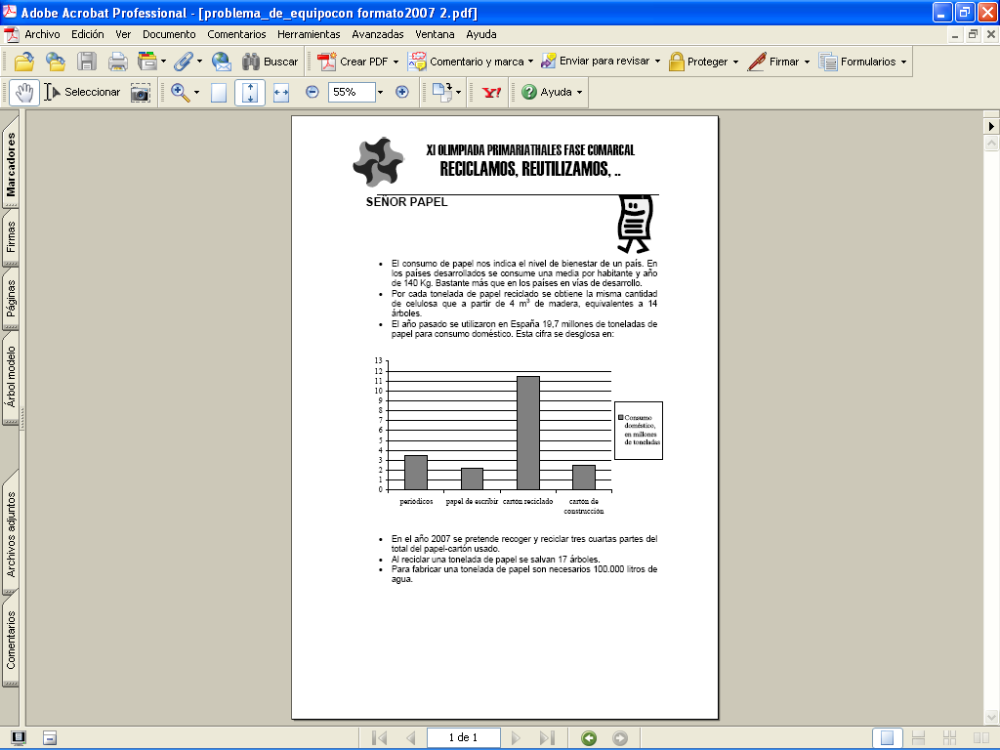 Adobe Acrobat Professional - [problema_de_equipocon formato2007 2.pdf]
Archivo Edición Ver Documento Comentarios Herramientas Avanzadas Ventana Ayuda
Buscar Crear PDF Comentario y marca Enviar para revisar Proteger Firmar Formularios
Seleccionar 55% Y! Ayuda
Marcadores
Firmas
Páginas
Árbol modelo
Archivos adjuntos
Comentarios
XI OLIMPIADA PRIMARIATHALES FASE COMARCAL
RECICLAMOS, REUTILIZAMOS, ..
SEÑOR PAPEL
• El consumo de papel nos indica el nivel de bienestar de un país. En
los países desarrollados se consume una media por habitante y año
de 140 Kg. Bastante más que en los países en vías de desarrollo.
• Por cada tonelada de papel reciclado se obtiene la misma cantidad
de celulosa que a partir de 4 m³ de madera, equivalentes a 14
árboles.
• El año pasado se utilizaron en España 19,7 millones de toneladas de
papel para consumo doméstico. Esta cifra se desglosa en:
13
12
11
10
9
8
7
6
5
4
3
2
1
0
periódicos papel de escribir cartón reciclado cartón de
construcción
Consumo
doméstico,
en millones
de toneladas
• En el año 2007 se pretende recoger y reciclar tres cuartas partes del
total del papel-cartón usado.
• Al reciclar una tonelada de papel se salvan 17 árboles.
• Para fabricar una tonelada de papel son necesarios 100.000 litros de
agua.
1 de 1